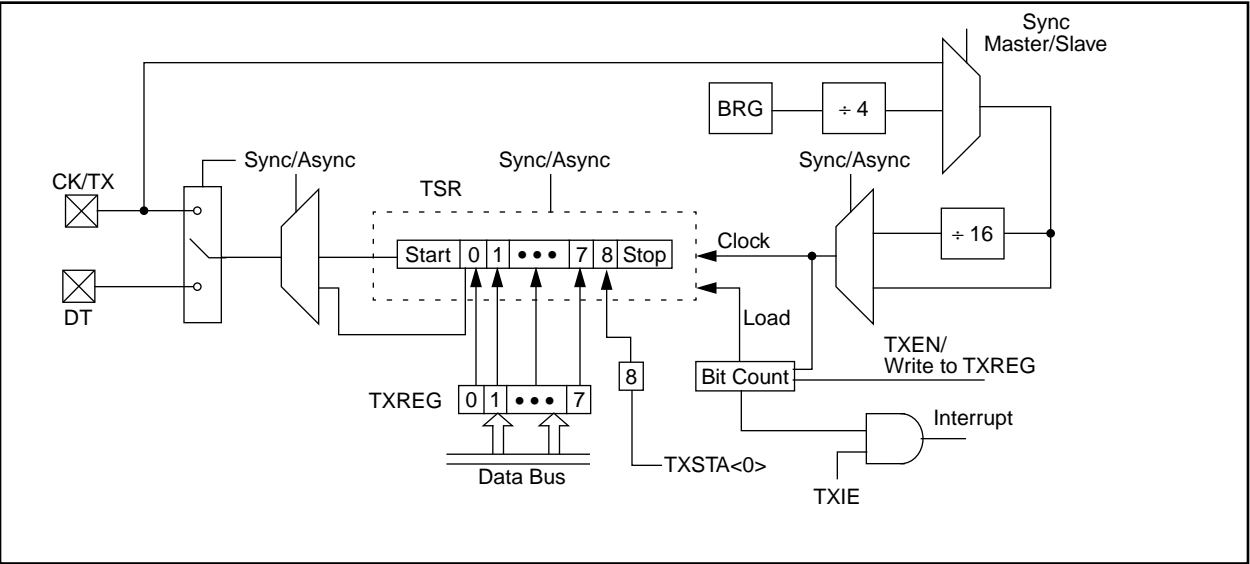 Sync
Master/Slave
BRG
÷ 4
Sync/Async
Sync/Async
Sync/Async
CK/TX
TSR
÷ 16
Start 0 1 ••• 7 8 Stop
Clock
DT
Load
TXEN/
Write to TXREG
8
Bit Count
TXREG 0 1 ••• 7
Interrupt
Data Bus
TXSTA<0>
TXIE